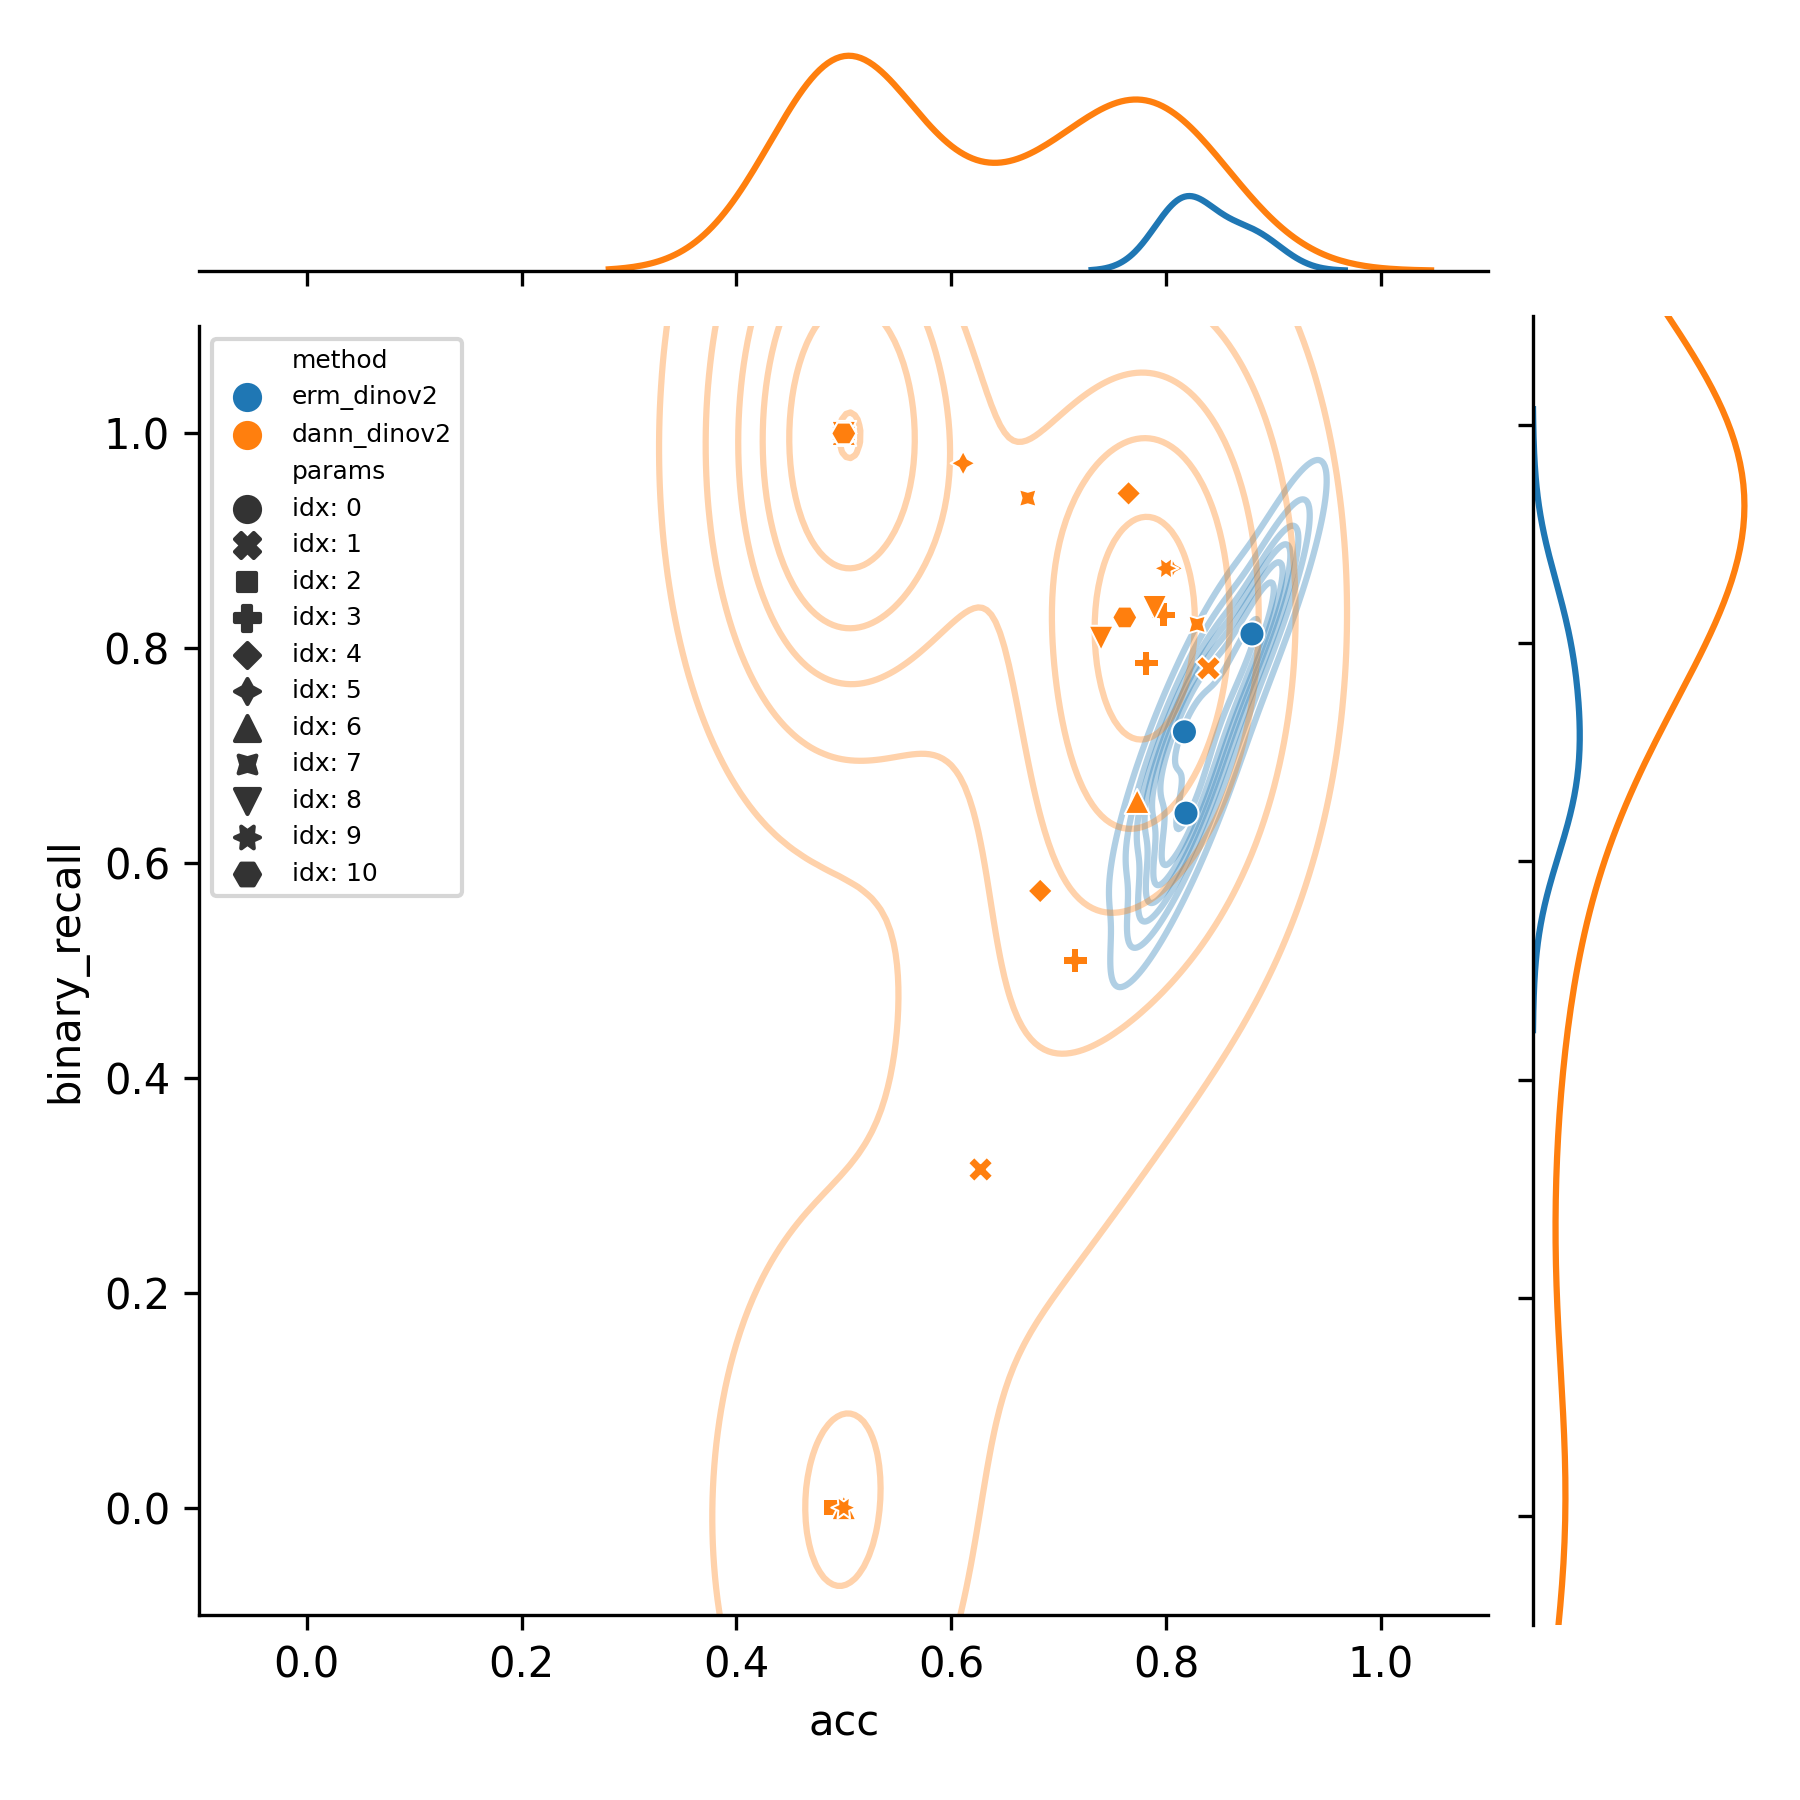 method
erm_dinov2
dann_dinov2
params
idx: 0
idx: 1
idx: 2
idx: 3
idx: 4
idx: 5
idx: 6
idx: 7
idx: 8
idx: 9
idx: 10
1.0
0.8
0.6
0.4
0.2
0.0
binary_recall
0.0 0.2 0.4 0.6 0.8 1.0
acc